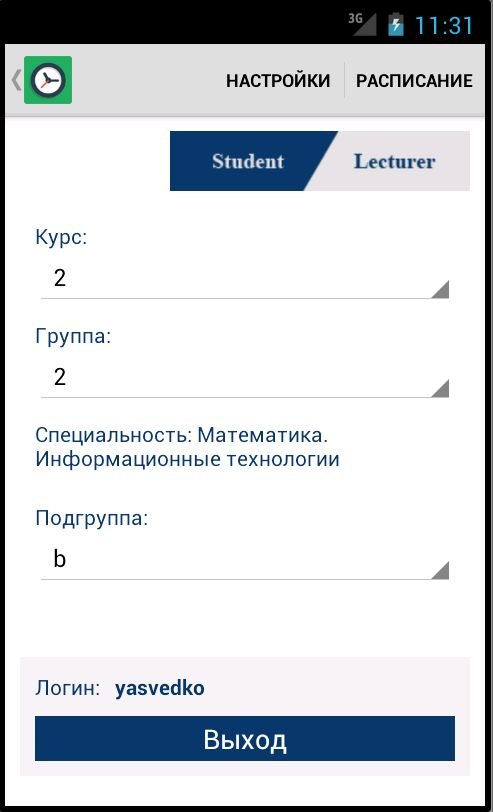 3G 11:31
НАСТРОЙКИ РАСПИСАНИЕ
Student Lecturer
Курс:
2
Группа:
2
Специальность: Математика.
Информационные технологии
Подгруппа:
b
Логин: yasvedko
Выход